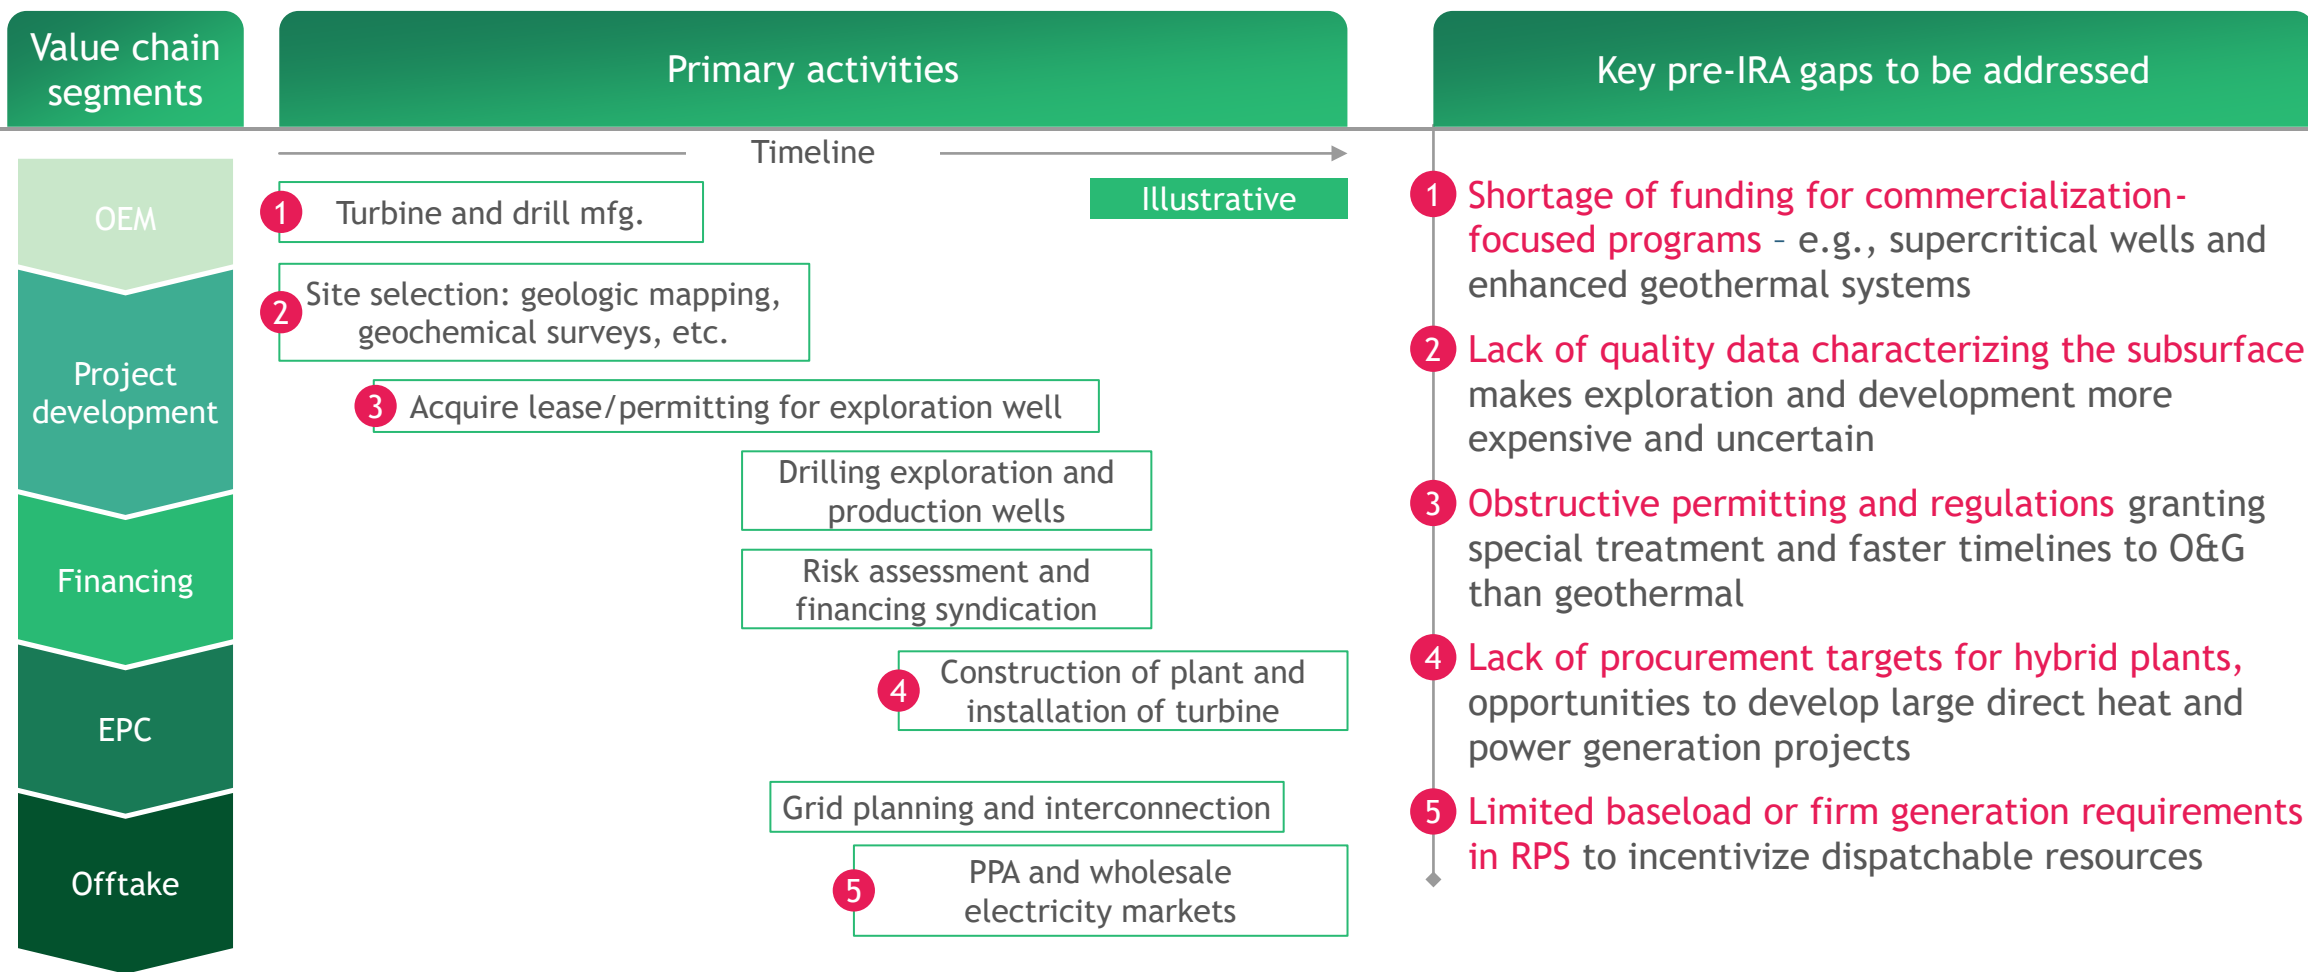 Value chain
segments
Primary activities
Key pre-IRA gaps to be addressed
Timeline
Illustrative
OEM
Project
development
Financing
EPC
Offtake
1
Turbine and drill mfg.
2
Site selection: geologic mapping,
geochemical surveys, etc.
3
Acquire lease/permitting for exploration well
Drilling exploration and
production wells
Risk assessment and
financing syndication
4
Construction of plant and
installation of turbine
Grid planning and interconnection
5
PPA and wholesale
electricity markets
1
Shortage of funding for commercialization-
focused programs – e.g., supercritical wells and
enhanced geothermal systems
2
Lack of quality data characterizing the subsurface
makes exploration and development more
expensive and uncertain
3
Obstructive permitting and regulations granting
special treatment and faster timelines to O&G
than geothermal
4
Lack of procurement targets for hybrid plants,
opportunities to develop large direct heat and
power generation projects
5
Limited baseload or firm generation requirements
in RPS to incentivize dispatchable resources